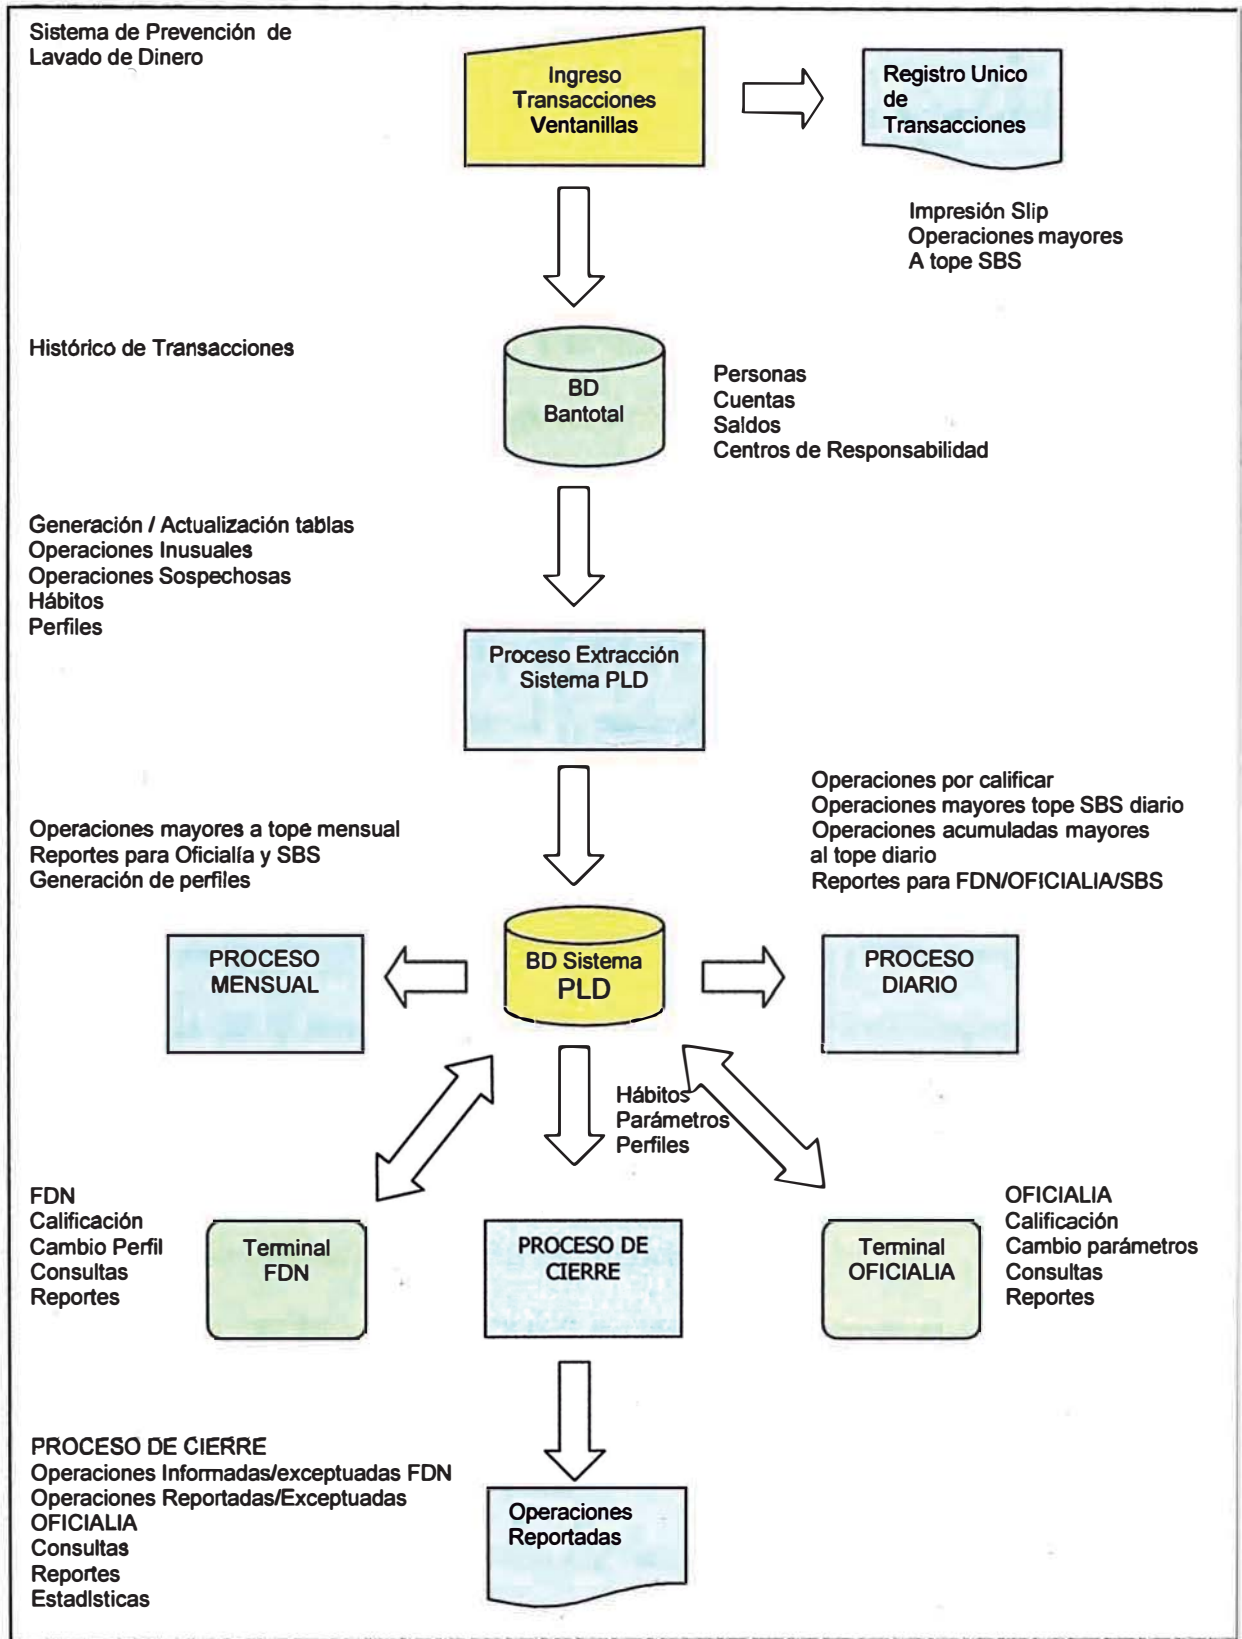 Sistema de Prevención de
Lavado de Dinero
Ingreso
Transacciones
Ventanillas
Registro Unico
de
Transacciones
Impresión Slip
Operaciones mayores
A tope SBS
Histórico de Transacciones
BD
Bantotal
Personas
Cuentas
Saldos
Centros de Responsabilidad
Generación / Actualización tablas
Operaciones Inusuales
Operaciones Sospechosas
Hábitos
Perfiles
Proceso Extracción
Sistema PLD
Operaciones por calificar
Operaciones mayores tope SBS diario
Operaciones acumuladas mayores
al tope diario
Reportes para FDN/OFICIALIA/SBS
Operaciones mayores a tope mensual
Reportes para Oficialía y SBS
Generación de perfiles
PROCESO
MENSUAL
BD Sistema
PLD
PROCESO
DIARIO
Hábitos
Parámetros
Perfiles
FDN
Calificación
Cambio Perfil
Consultas
Reportes
Terminal
FDN
PROCESO DE
CIERRE
Terminal
OFICIALIA
OFICIALIA
Calificación
Cambio parámetros
Consultas
Reportes
PROCESO DE CIERRE
Operaciones Informadas/exceptuadas FDN
Operaciones Reportadas/Exceptuadas
OFICIALIA
Consultas
Reportes
Estadísticas
Operaciones
Reportadas